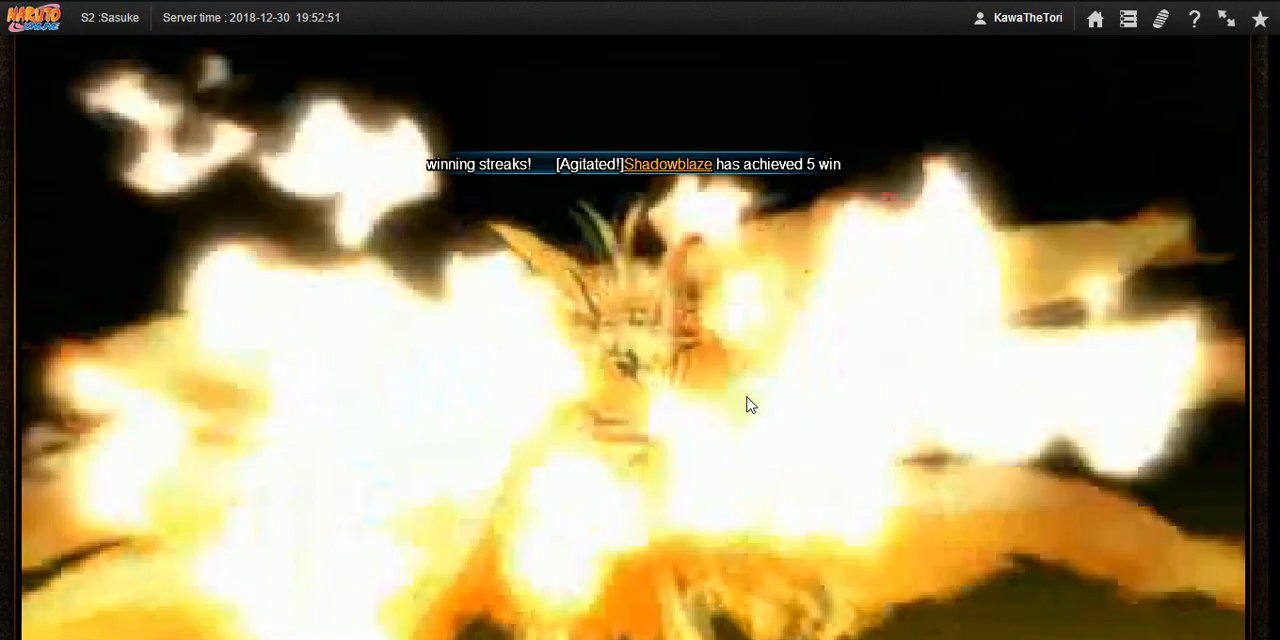 NARUTO ONLINE
S2 :Sasuke
Server time : 2018-12-30 19:52:51
KawaTheTori
winning streaks! [Agitated!]Shadowblaze has achieved 5 win